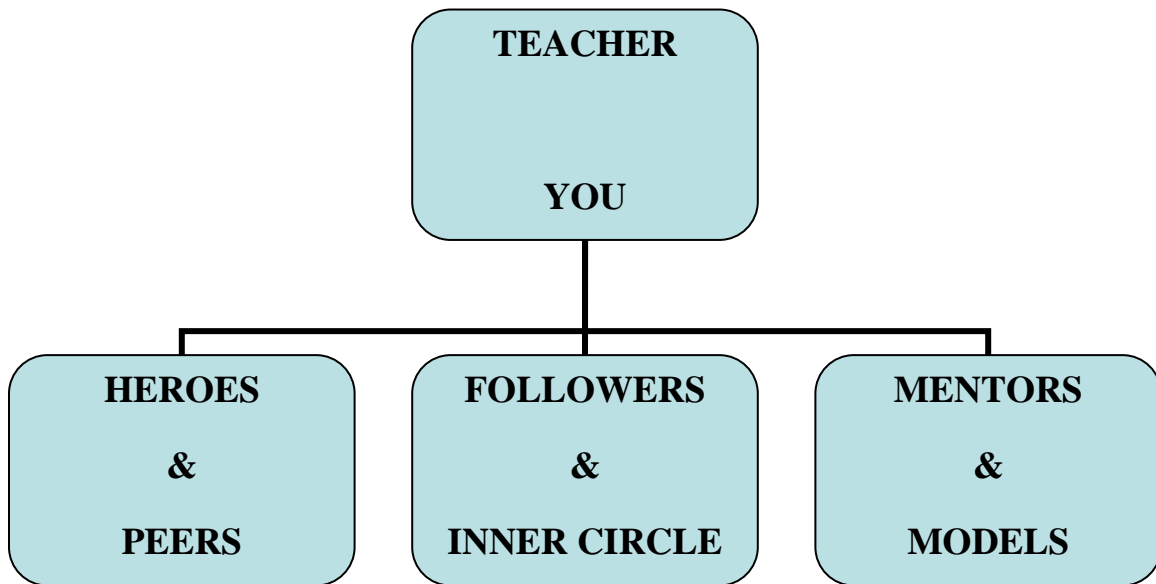 TEACHER
YOU
HEROES
&
PEERS
FOLLOWERS
&
INNER CIRCLE
MENTORS
&
MODELS